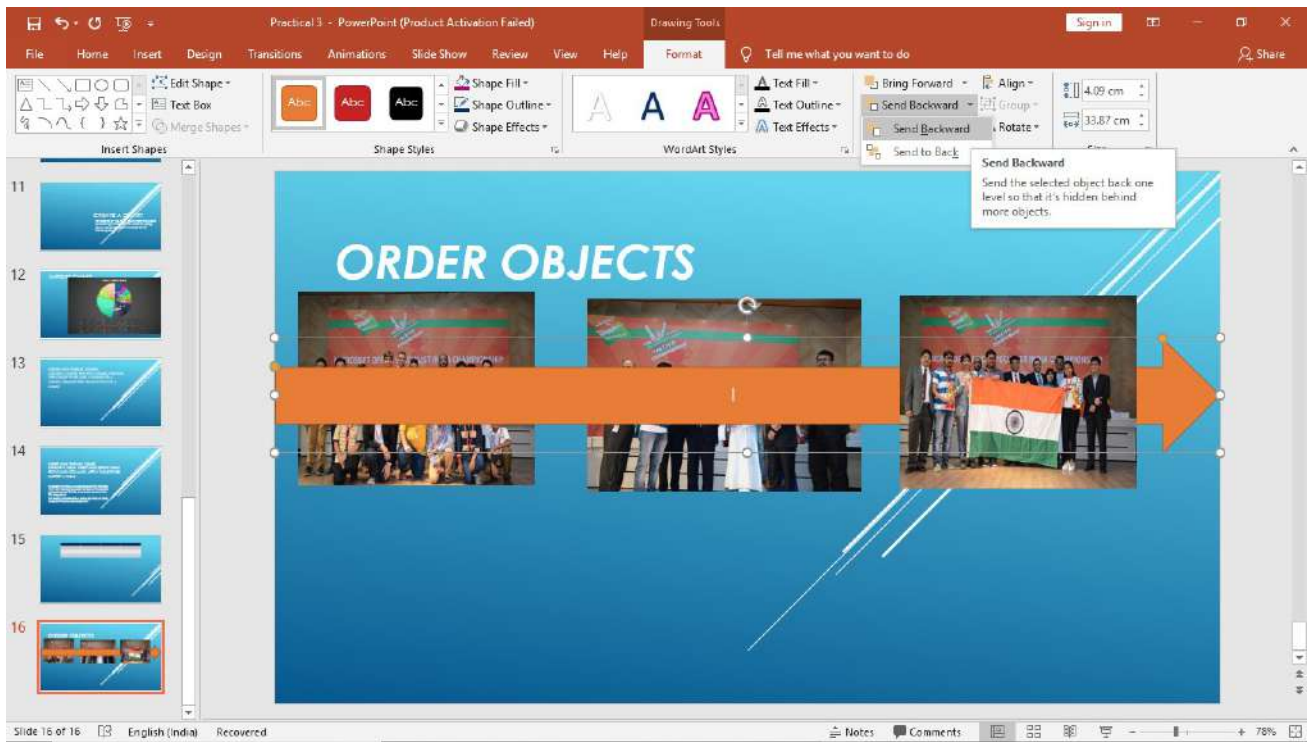 Practical 3 - PowerPoint (Product Activation Failed)
Drawing Tools
Sign in
File Home Insert Design Transitions Animations Slide Show Review View Help Format Tell me what you want to do Share
Edit Shape
Text Box
Merge Shapes
Insert Shapes
Abc Abc Abc
Shape Fill
Shape Outline
Shape Effects
Shape Styles
A A A
Text Fill
Text Outline
Text Effects
WordArt Styles
Bring Forward
Send Backward
Send Backward
Send to Back
Align
Group
Rotate
4.09 cm
33.87 cm
Send Backward
Send the selected object back one
level so that it's hidden behind
more objects.
11
CREATE A CHART
12
13
14
15
16
ORDER OBJECTS
ORDER OBJECTS
Slide 16 of 16 English (India) Recovered Notes Comments 78%